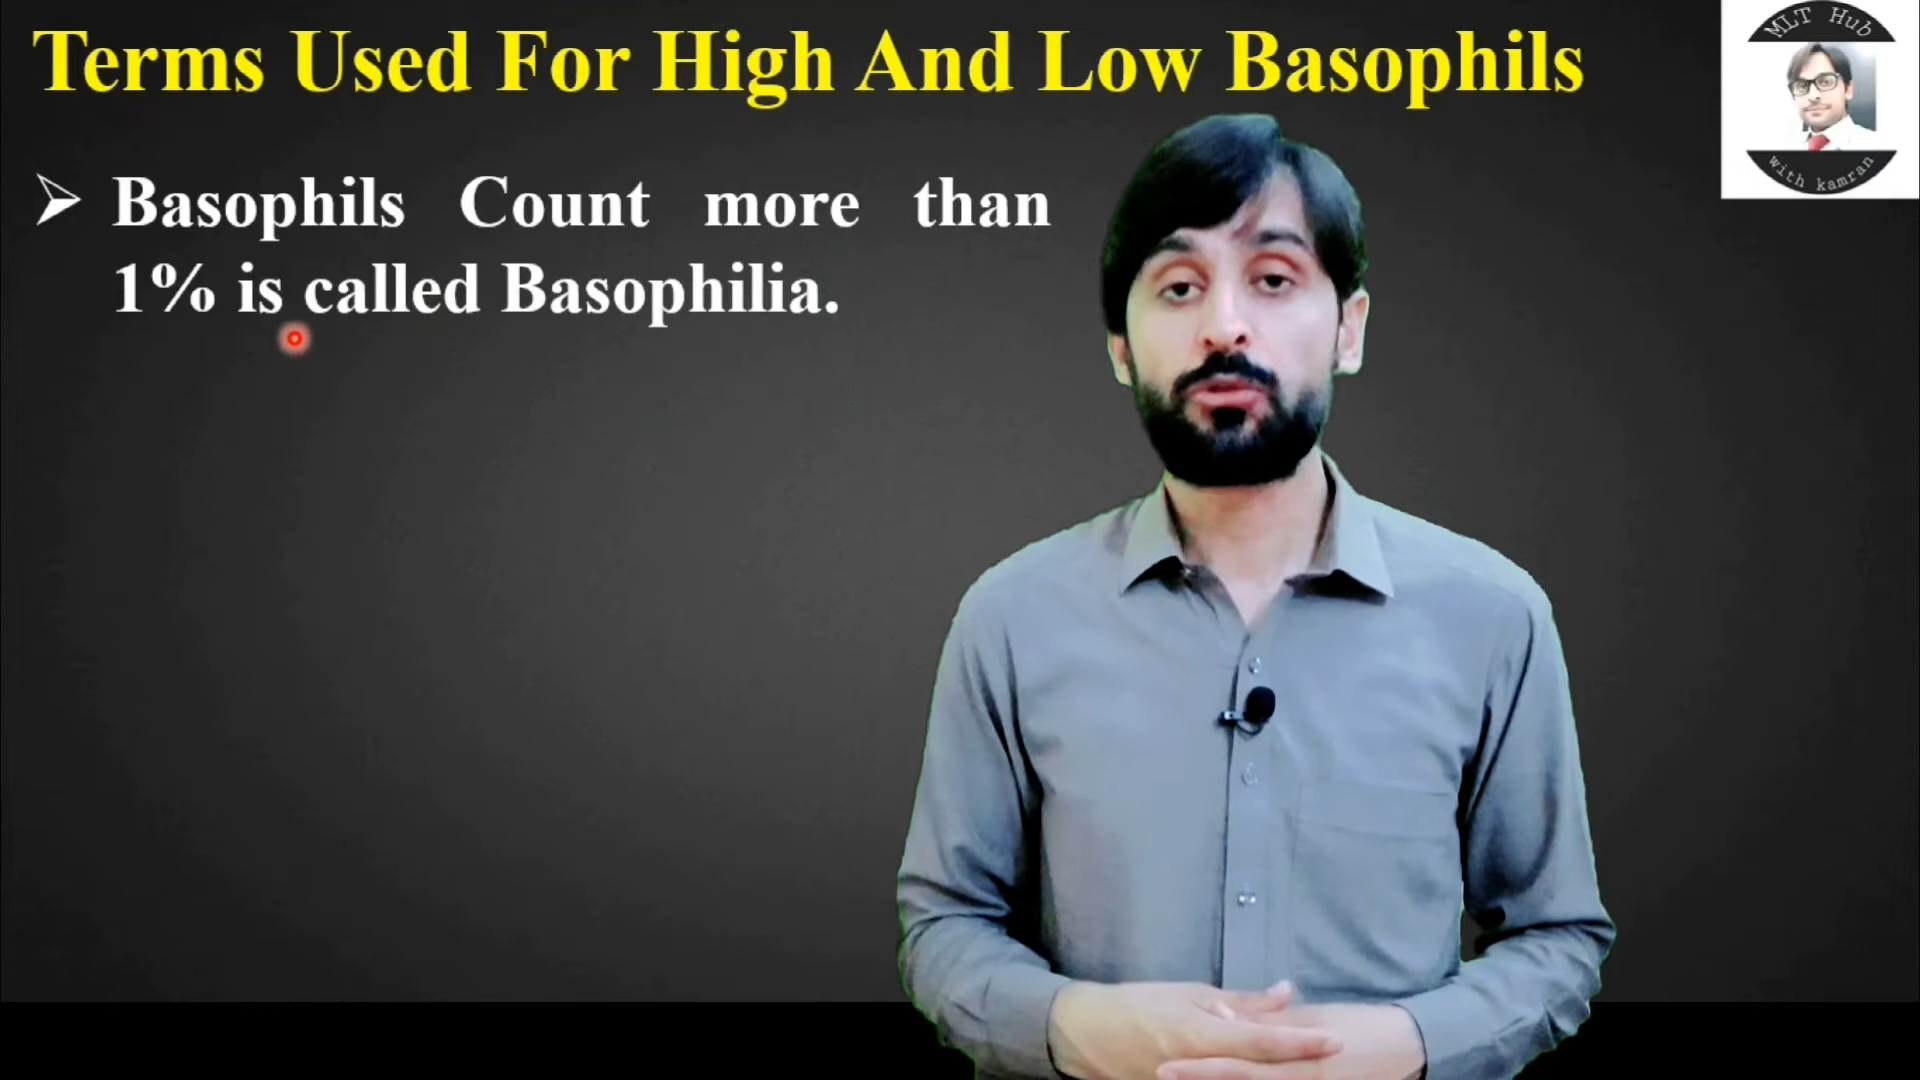 Terms Used For High And Low Basophils
MLT Hub
with kamran
➢ Basophils Count more than
1% is called Basophilia.